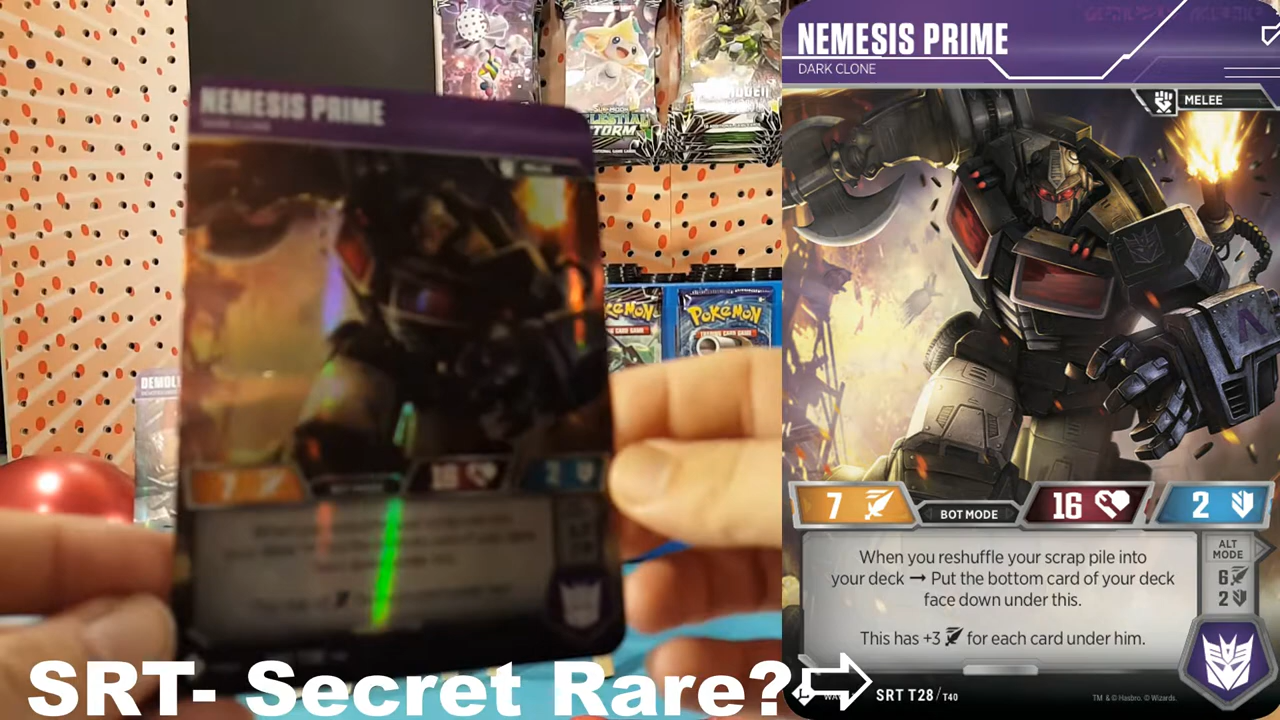 NEMESIS PRIME
CELESTIAL
STORM
POKéMON
DEMOL
7
SRT- Secret Rare?
NEMESIS PRIME
DARK CLONE
MELEE
7
BOT MODE
16
2
When you reshuffle your scrap pile into
your deck → Put the bottom card of your deck
face down under this.
This has +3 for each card under him.
ALT
MODE
6
2
SRT T28/T40
TM & © Hasbro. © Wizards.